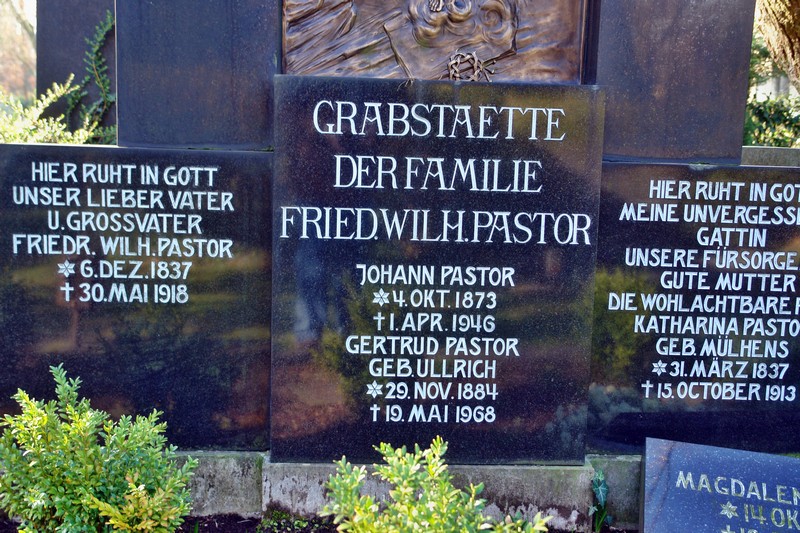 HIER RUHT IN GOTT
UNSER LIEBER VATER
U. GROSSVATER
FRIEDR. WILH. PASTOR
✡ 6. DEZ. 1837
† 30. MAI 1918
GRABSTAETTE
DER FAMILIE
FRIED. WILH. PASTOR
JOHANN PASTOR
✡ 4. OKT. 1873
† 1. APR. 1946
GERTRUD PASTOR
GEB. ULLRICH
✡ 29. NOV. 1884
† 19. MAI 1968
HIER RUHT IN GOT
MEINE UNVERGESS
GATTIN
UNSERE FÜRSORGE
GUTE MUTTER
DIE WOHLACHTBARE
KATHARINA PASTO
GEB. MÜLHENS
✡ 31. MÄRZ 1837
† 15. OCTOBER 1913
MAGDALEN
✡ 14. OK